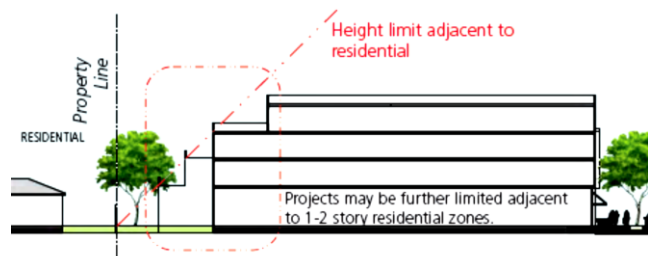 Height limit adjacent to
residential
Property
Line
RESIDENTIAL
Projects may be further limited adjacent
to 1-2 story residential zones.